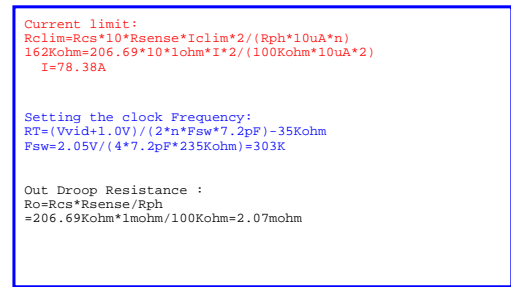 Current limit:
Rclim=Rcs*10*Rsense*Iclim*2/(Rph*10uA*n)
162Kohm=206.69*10*1ohm*I*2/(100Kohm*10uA*2)
I=78.38A
Setting the clock Frequency:
RT=(Vvid+1.0V)/(2*n*Fsw*7.2pF)-35Kohm
Fsw=2.05V/(4*7.2pF*235Kohm)=303K
Out Droop Resistance :
Ro=Rcs*Rsense/Rph
=206.69Kohm*1mohm/100Kohm=2.07mohm